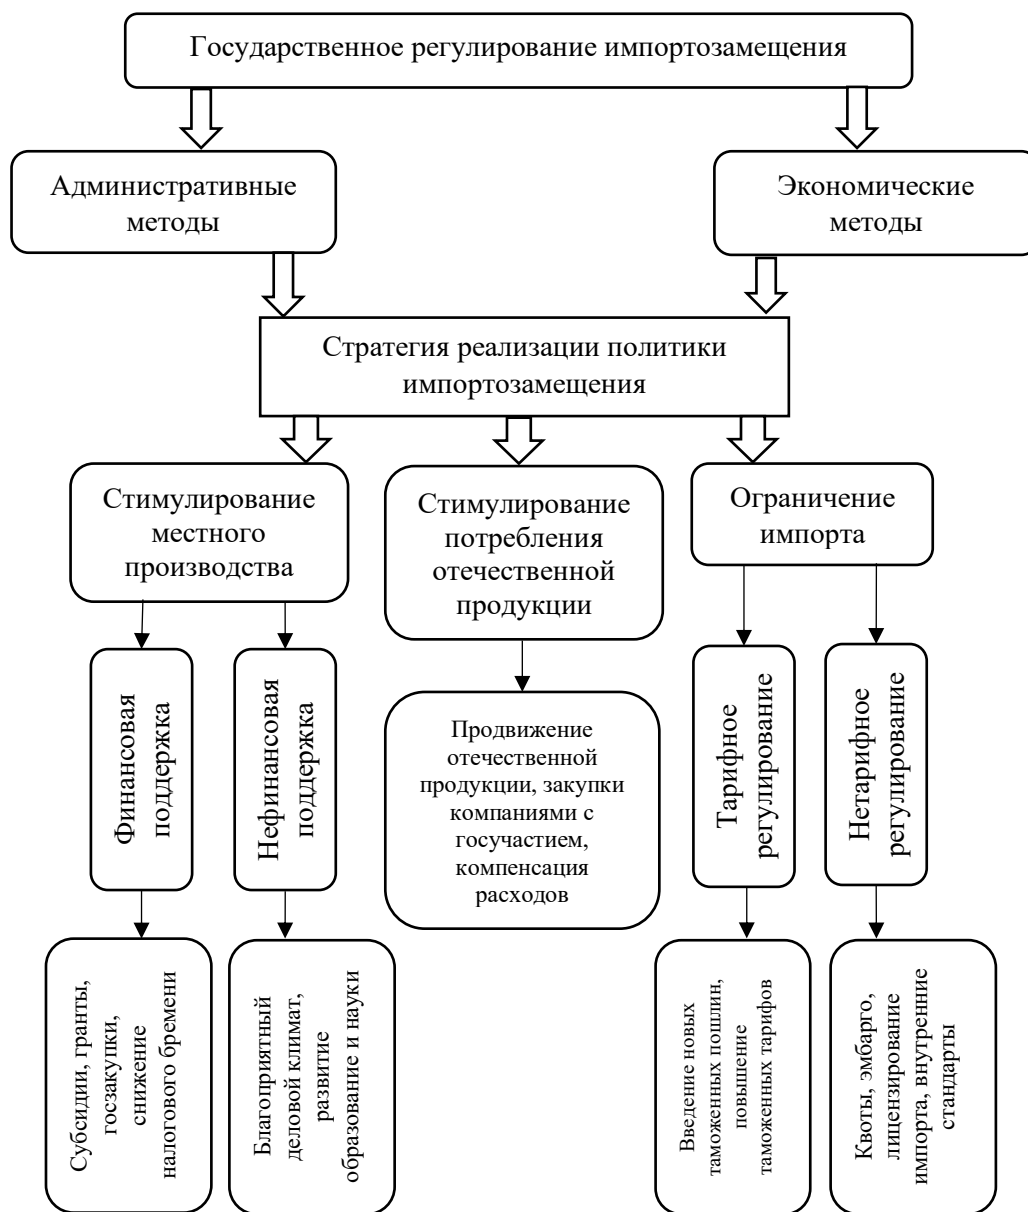 Государственное регулирование импортозамещения
Административные
методы
Экономические
методы
Стратегия реализации политики
импортозамещения
Стимулирование
местного
производства
Стимулирование
потребления
отечественной
продукции
Ограничение
импорта
Финансовая
поддержка
Нефинансовая
поддержка
Продвижение
отечественной
продукции, закупки
компаниями с
госучастием,
компенсация
расходов
Тарифное
регулирование
Нетарифное
регулирование
Субсидии, гранты,
госзакупки,
снижение
налогового бремени
Благоприятный
деловой климат,
развитие
образование и науки
Введение новых
таможенных пошлин,
повышение
таможенных тарифов
Квоты, эмбарго,
лицензирование
импорта, внутренние
стандарты